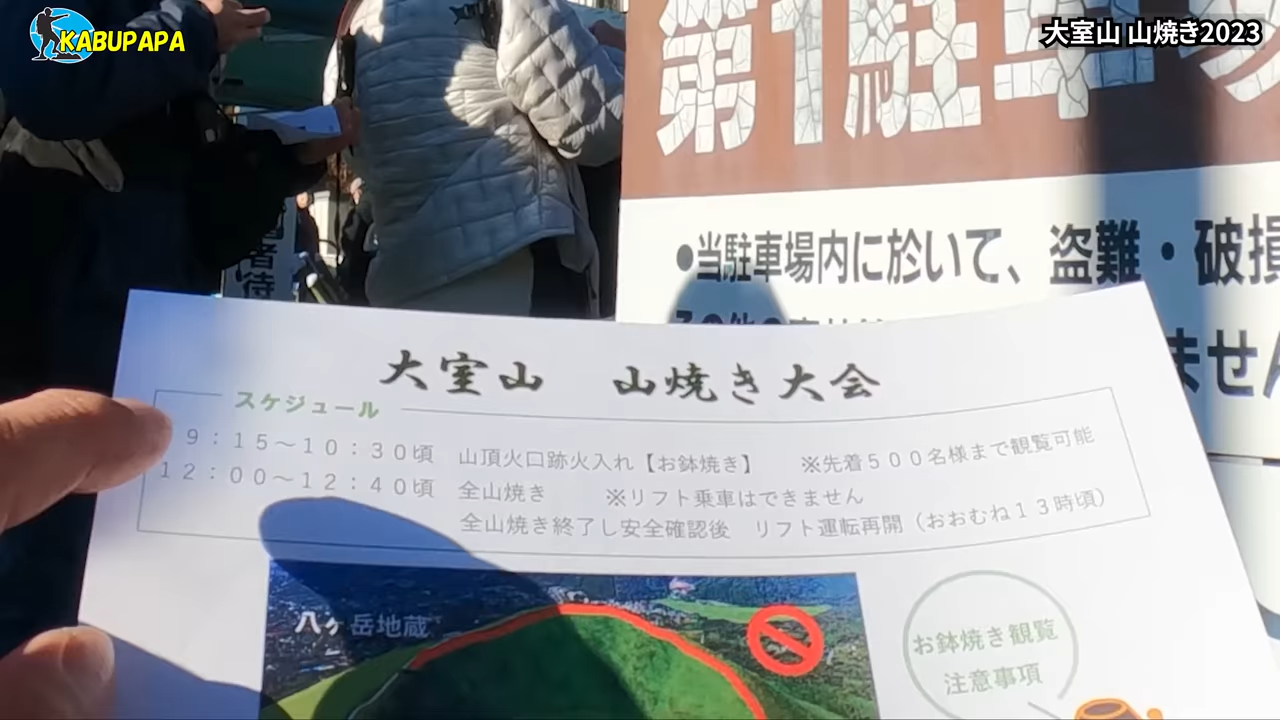 KABUPAPA
大室山 山焼き2023
第1駐車場
●当駐車場内に於いて、盗難・破損
ません
者待
大室山 山焼き大会
スケジュール
9：15～10：30頃 山頂火口跡火入れ【お鉢焼き】 ※先着500名様まで観覧可能
12：00～12：40頃 全山焼き ※リフト乗車はできません
全山焼き終了し安全確認後 リフト運転再開（おおむね13時頃）
八ヶ岳地蔵
お鉢焼き観覧
注意事項